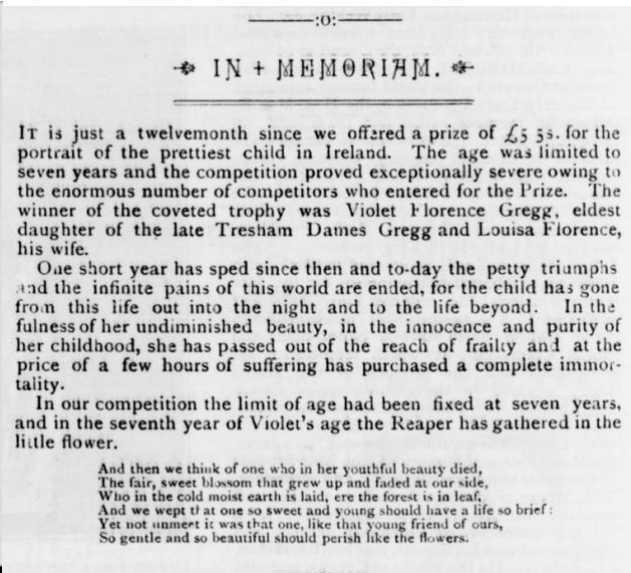 :o:
IN + MEMORIAM.
IT is just a twelvemonth since we offered a prize of £5 5s. for the
portrait of the prettiest child in Ireland. The age was limited to
seven years and the competition proved exceptionally severe owing to
the enormous number of competitors who entered for the Prize. The
winner of the coveted trophy was Violet Florence Gregg, eldest
daughter of the late Tresham Dames Gregg and Louisa Florence,
his wife.
One short year has sped since then and to-day the petty triumphs
and the infinite pains of this world are ended, for the child has gone
from this life out into the night and to the life beyond. In the
fulness of her undiminished beauty, in the innocence and purity of
her childhood, she has passed out of the reach of frailty and at the
price of a few hours of suffering has purchased a complete immor-
tality.
In our competition the limit of age had been fixed at seven years,
and in the seventh year of Violet's age the Reaper has gathered in the
little flower.
And then we think of one who in her youthful beauty died,
The fair, sweet blossom that grew up and faded at our side,
Who in the cold moist earth is laid, ere the forest is in leaf,
And we wept that one so sweet and young should have a life so brief:
Yet not unmeet it was that one, like that young friend of ours,
So gentle and so beautiful should perish like the flowers.